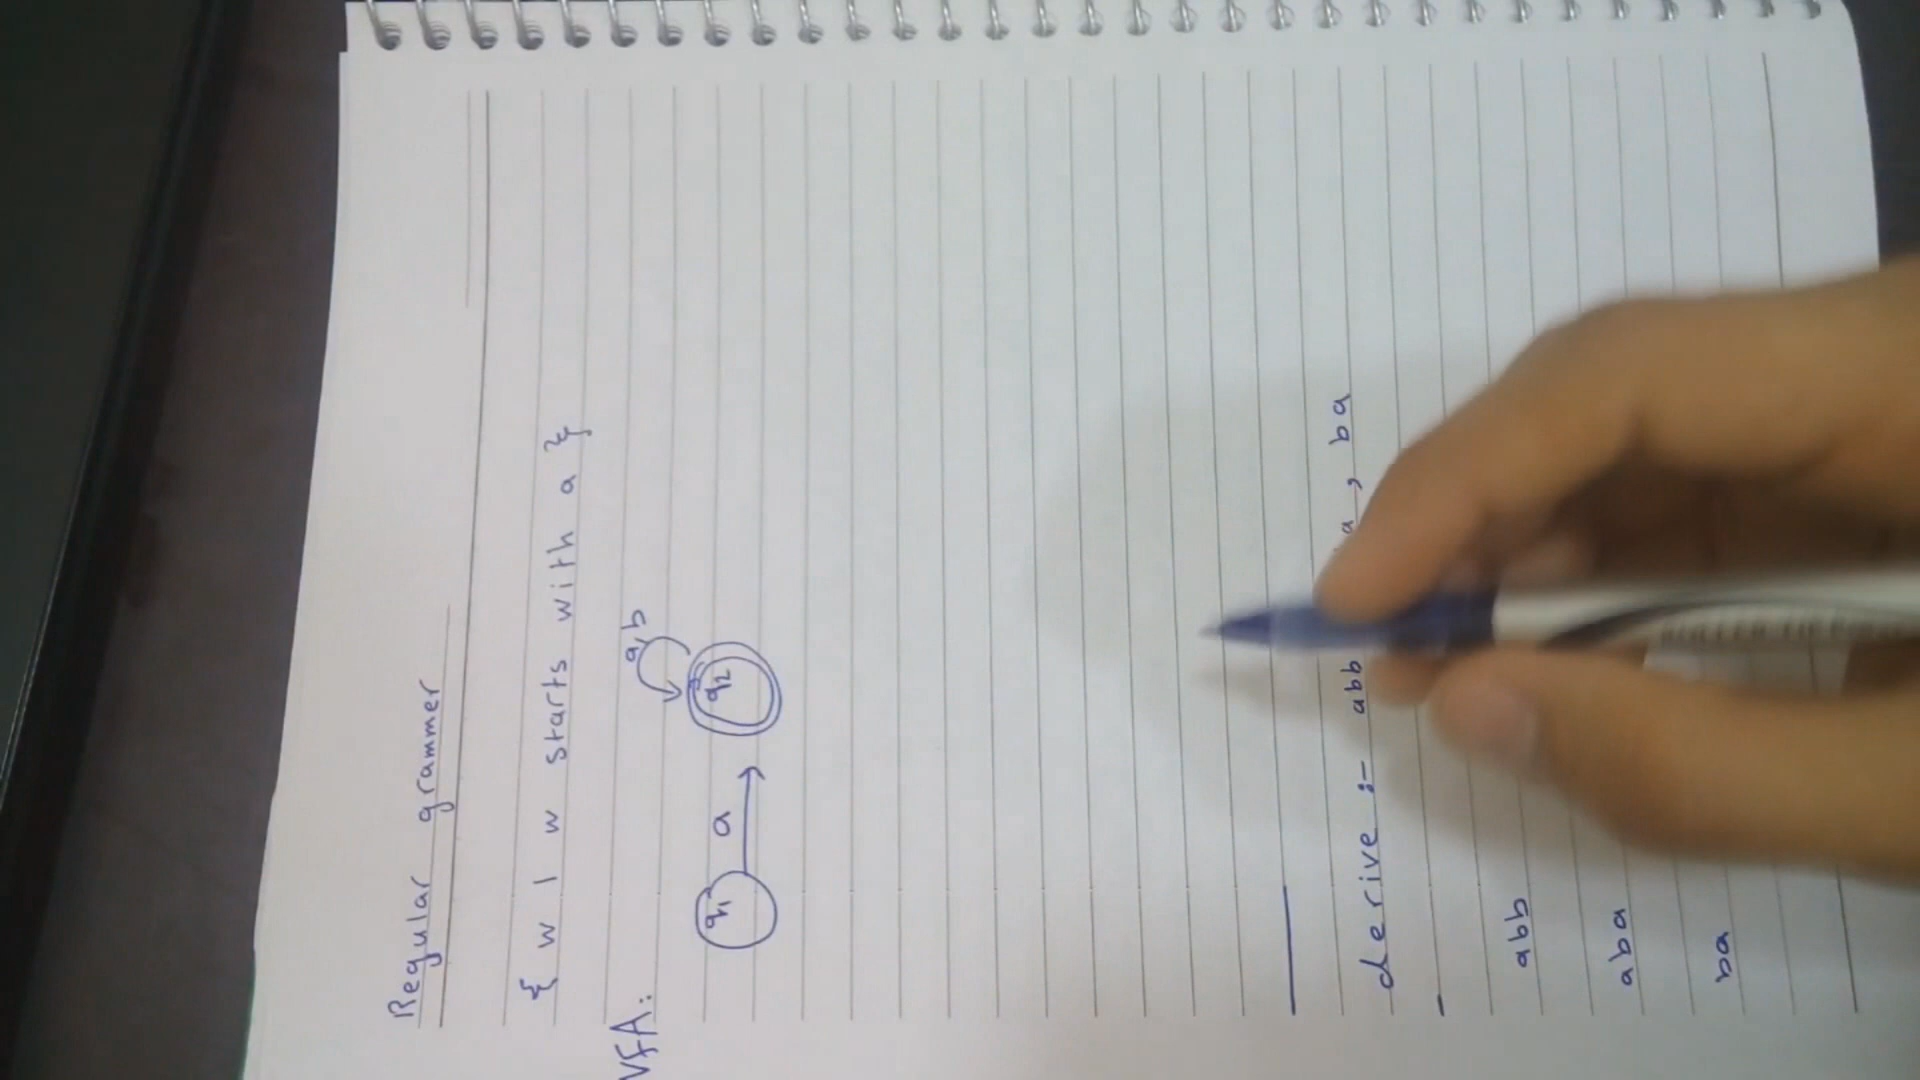 Regular grammer
{ w | w starts with a }
NFA:
a,b
q1 a q2
derive :- abb a , ba
abb
aba
ba